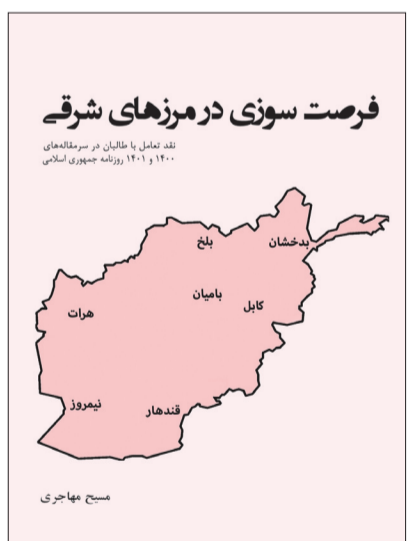 فرصت سوزی در مرزهای شرقی
نقد تعامل با طالبان در سرمقاله‌های
۱۴۰۰ و ۱۴۰۱ روزنامه جمهوری اسلامی
بدخشان
بلخ
بامیان
کابل
هرات
نیمروز
قندهار
مسیح مهاجری